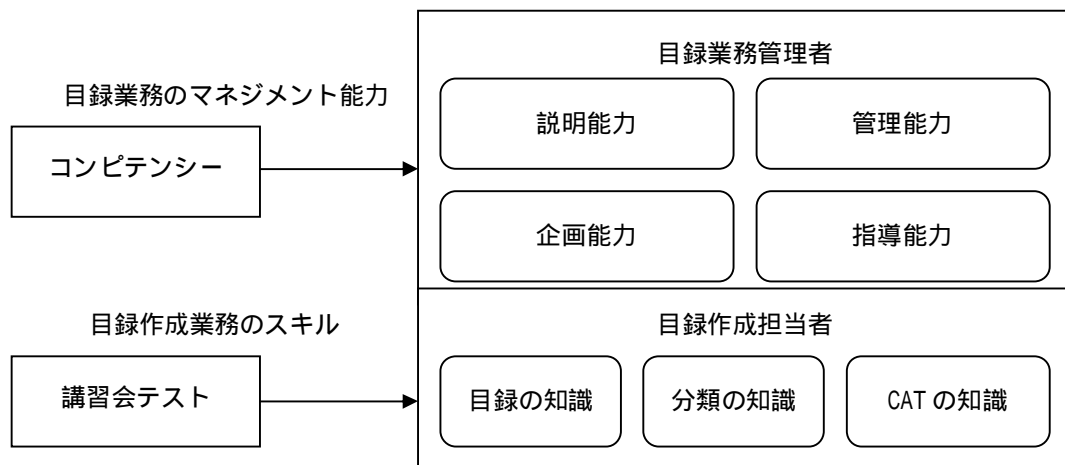 目録業務管理者
目録業務のマネジメント能力
コンピテンシー
説明能力
管理能力
企画能力
指導能力
目録作成業務のスキル
講習会テスト
目録作成担当者
目録の知識
分類の知識
CATの知識